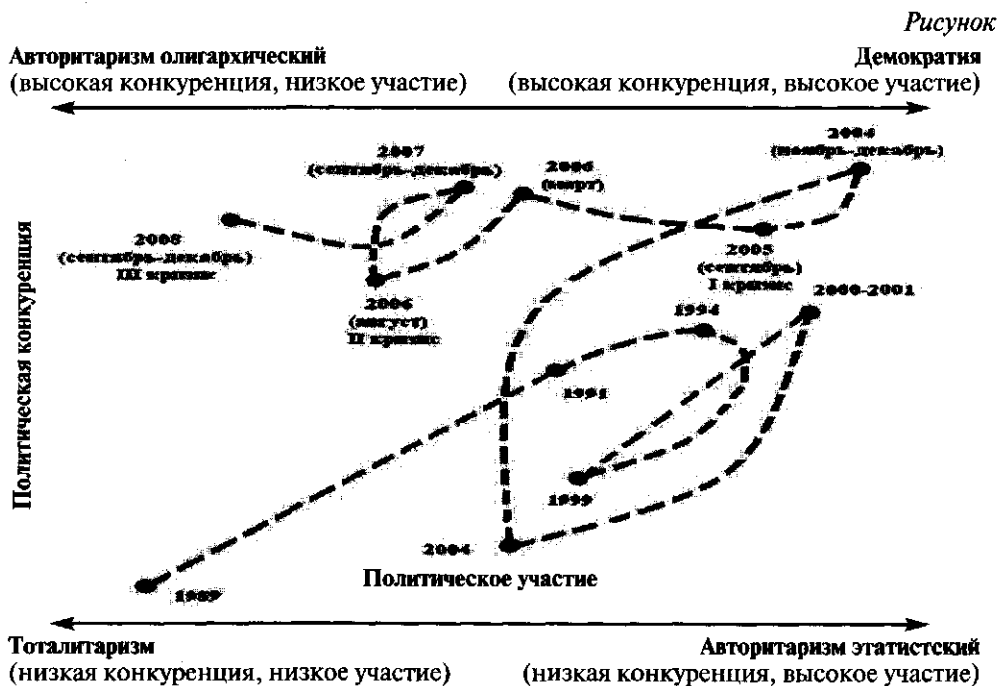 Рисунок
Авторитаризм олигархический
(высокая конкуренция, низкое участие)
Демократия
(высокая конкуренция, высокое участие)
2004
(ноябрь-декабрь)
2007
(сентябрь-декабрь)
2006
(март)
2008
(сентябрь-декабрь)
III кризис
2005
(сентябрь)
I кризис
2006
(август)
II кризис
2000-2001
1994
1991
1999
2004
1989
Политическая конкуренция
Политическое участие
Тоталитаризм
(низкая конкуренция, низкое участие)
Авторитаризм этатистский
(низкая конкуренция, высокое участие)